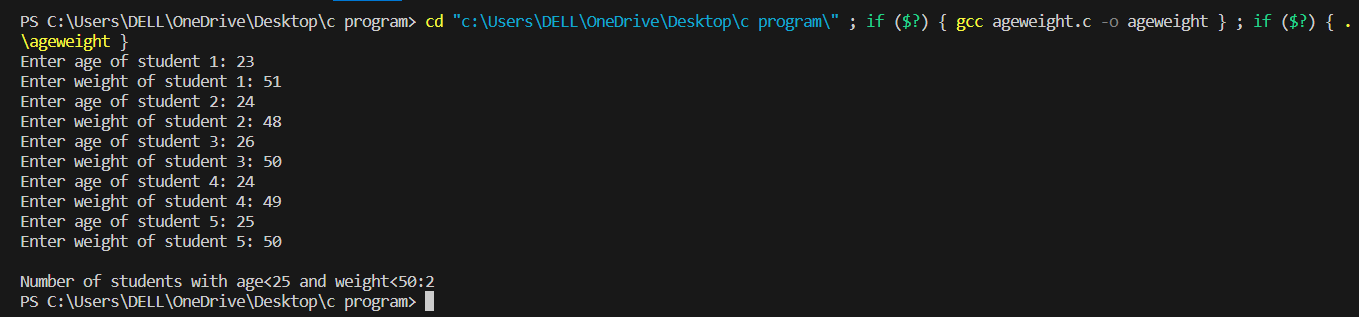 PS C:\Users\DELL\OneDrive\Desktop\c program> cd "c:\Users\DELL\OneDrive\Desktop\c program\" ; if ($?) { gcc ageweight.c -o ageweight } ; if ($?) { .
\ageweight }
Enter age of student 1: 23
Enter weight of student 1: 51
Enter age of student 2: 24
Enter weight of student 2: 48
Enter age of student 3: 26
Enter weight of student 3: 50
Enter age of student 4: 24
Enter weight of student 4: 49
Enter age of student 5: 25
Enter weight of student 5: 50
Number of students with age<25 and weight<50:2
PS C:\Users\DELL\OneDrive\Desktop\c program>